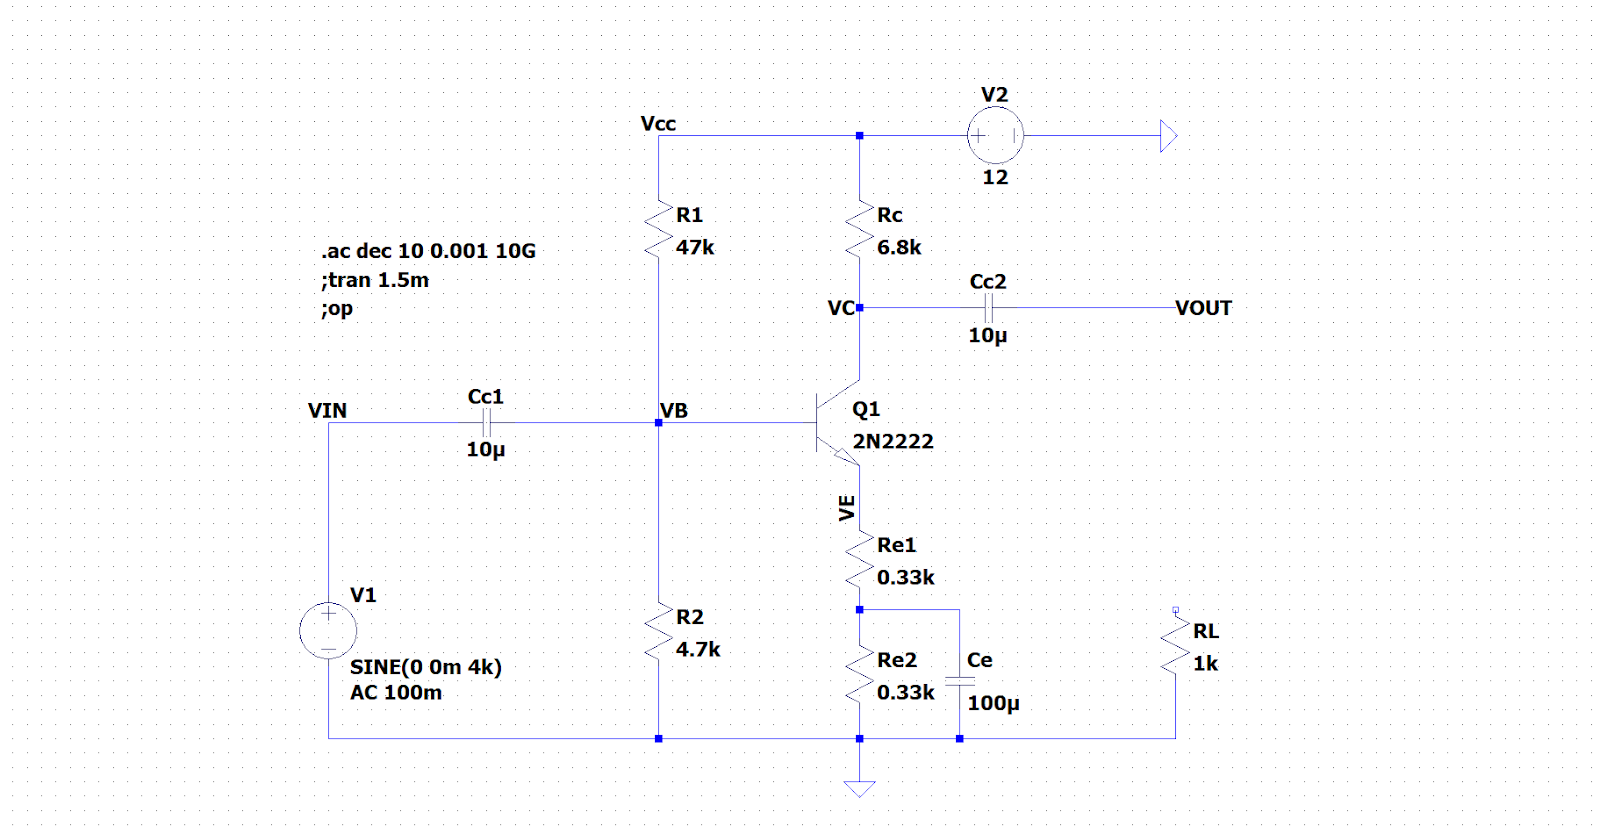 V2
Vcc
12
R1
47k
Rc
6.8k
.ac dec 10 0.001 10G
;tran 1.5m
;op
Cc2
VC
VOUT
10µ
Cc1
VIN
VB
10µ
Q1
2N2222
VE
Re1
0.33k
V1
SINE(0 0m 4k)
AC 100m
R2
4.7k
Re2
0.33k
Ce
100µ
RL
1k